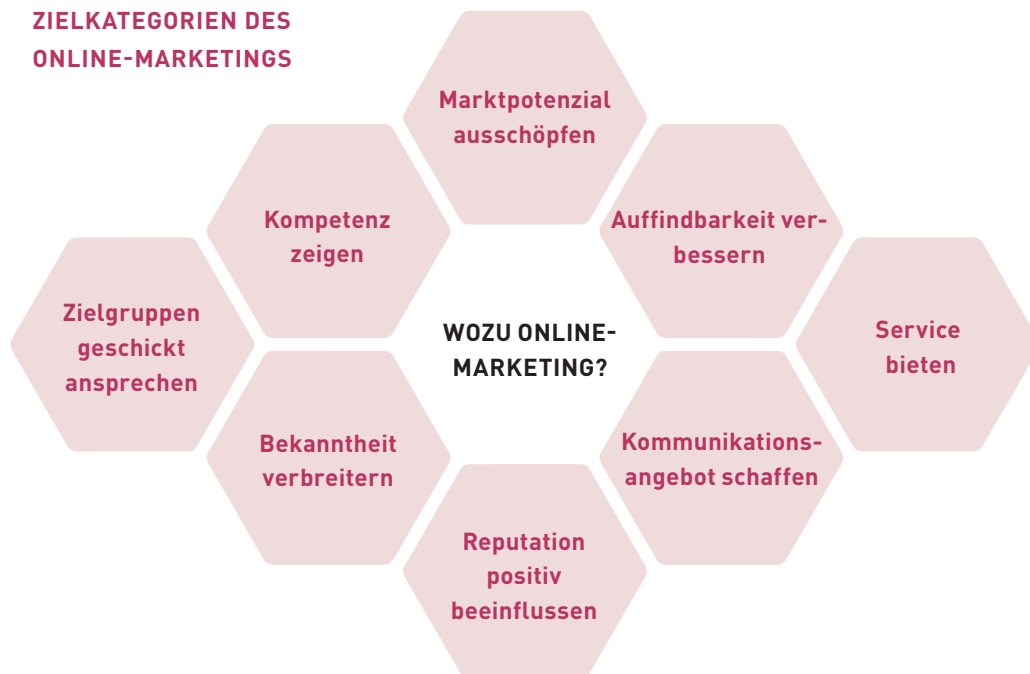 ZIELKATEGORIEN DES
ONLINE-MARKETINGS
Marktpotenzial
ausschöpfen
Kompetenz
zeigen
Auffindbarkeit ver-
bessern
Zielgruppen
geschickt
ansprechen
WOZU ONLINE-
MARKETING?
Service
bieten
Bekanntheit
verbreitern
Kommunikations-
angebot schaffen
Reputation
positiv
beeinflussen